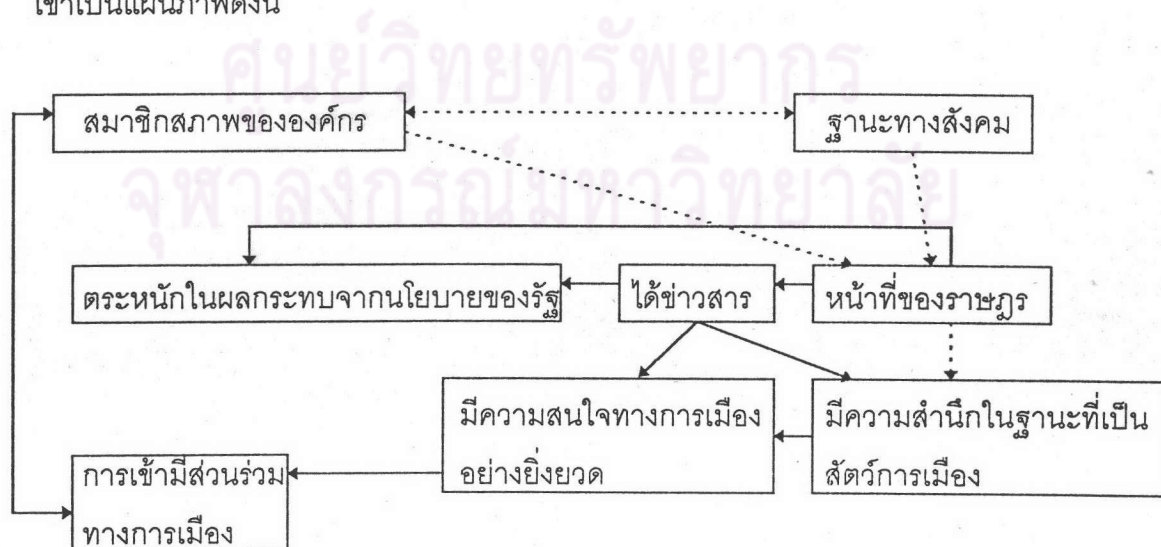 เข้าเป็นแผนภาพดังนี้
ศูนย์วิทยทรัพยากร
จุฬาลงกรณ์มหาวิทยาลัย
สมาชิกสภาพขององค์กร
ฐานะทางสังคม
ตระหนักในผลกระทบจากนโยบายของรัฐ
ได้ข่าวสาร
หน้าที่ของราษฎร
มีความสนใจทางการเมือง
อย่างยิ่งยวด
มีความสำนึกในฐานะที่เป็น
สัตว์การเมือง
การเข้ามีส่วนร่วม
ทางการเมือง